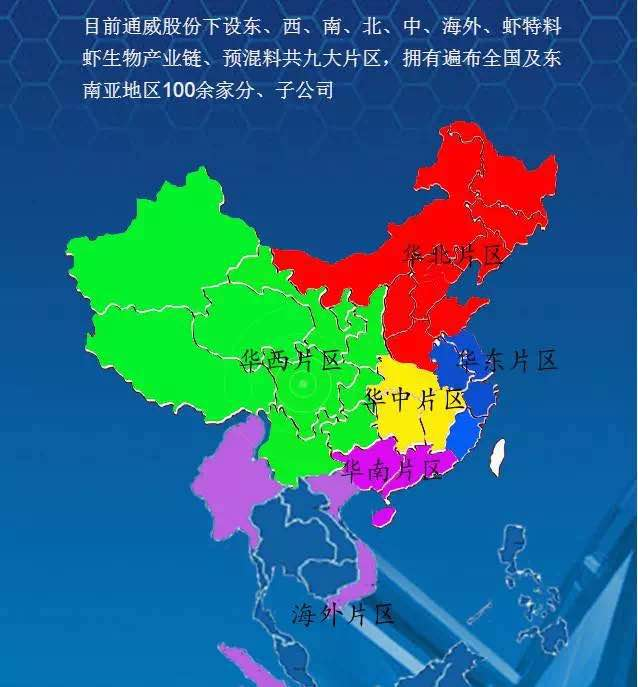 目前通威股份下设东、西、南、北、中、海外、虾特料
虾生物产业链、预混料共九大片区，拥有遍布全国及东
南亚地区100余家分、子公司
华北片区
华西片区
华东片区
华中片区
华南片区
海外片区